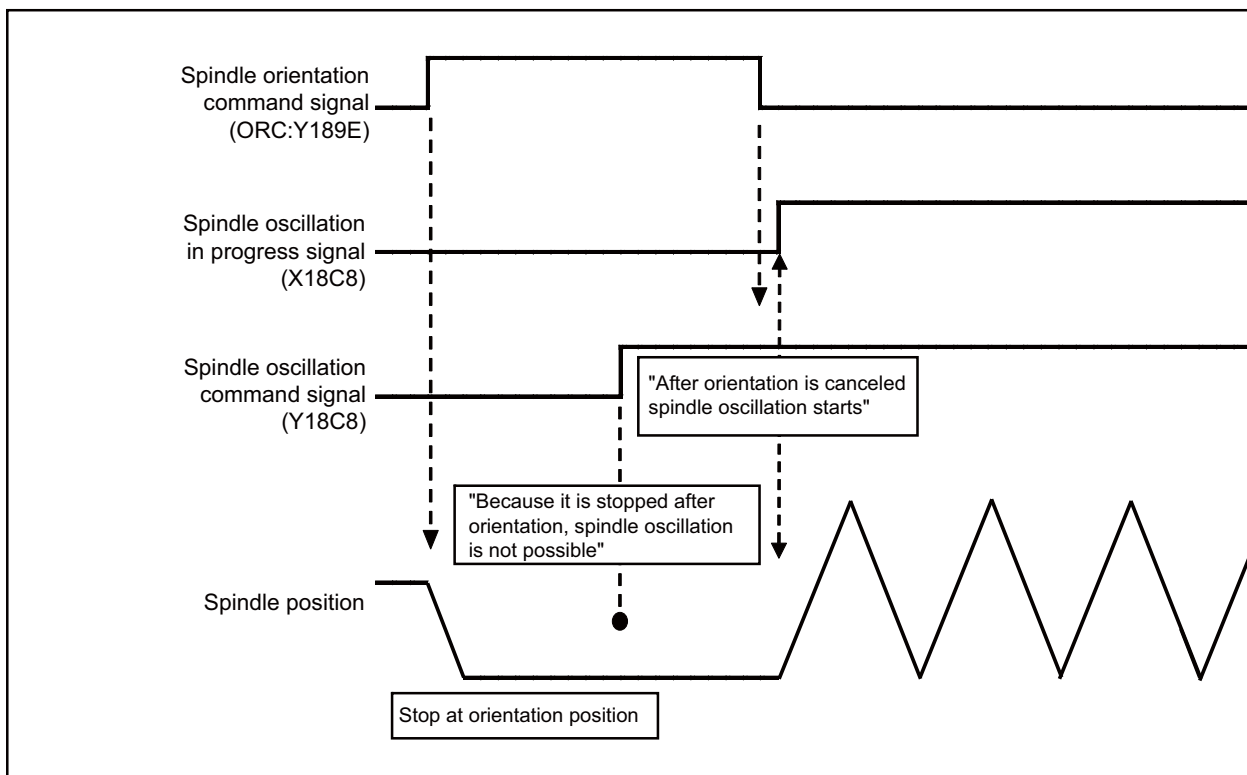 Spindle orientation
command signal
(ORC:Y189E)
Spindle oscillation
in progress signal
(X18C8)
Spindle oscillation
command signal
(Y18C8)
"After orientation is canceled
spindle oscillation starts"
"Because it is stopped after
orientation, spindle oscillation
is not possible"
Spindle position
Stop at orientation position